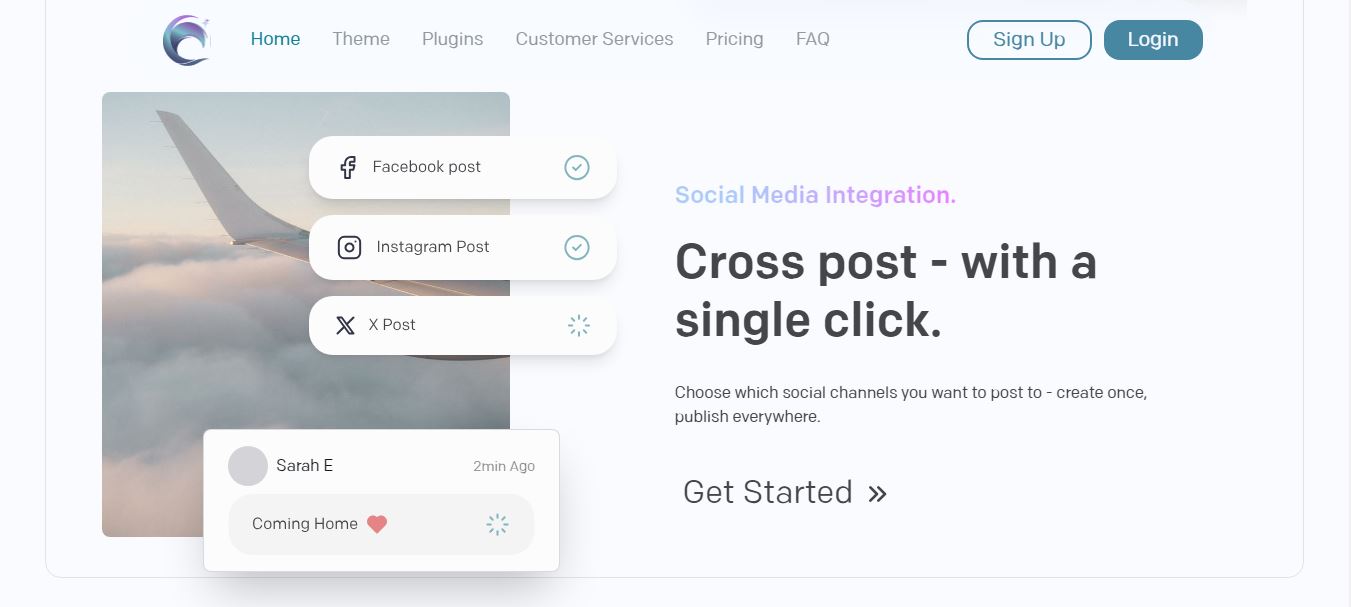 Home Theme Plugins Customer Services Pricing FAQ Sign Up Login
Facebook post
Instagram Post
X Post
Sarah E 2min Ago
Coming Home
Social Media Integration.
Cross post - with a
single click.
Choose which social channels you want to post to - create once,
publish everywhere.
Get Started